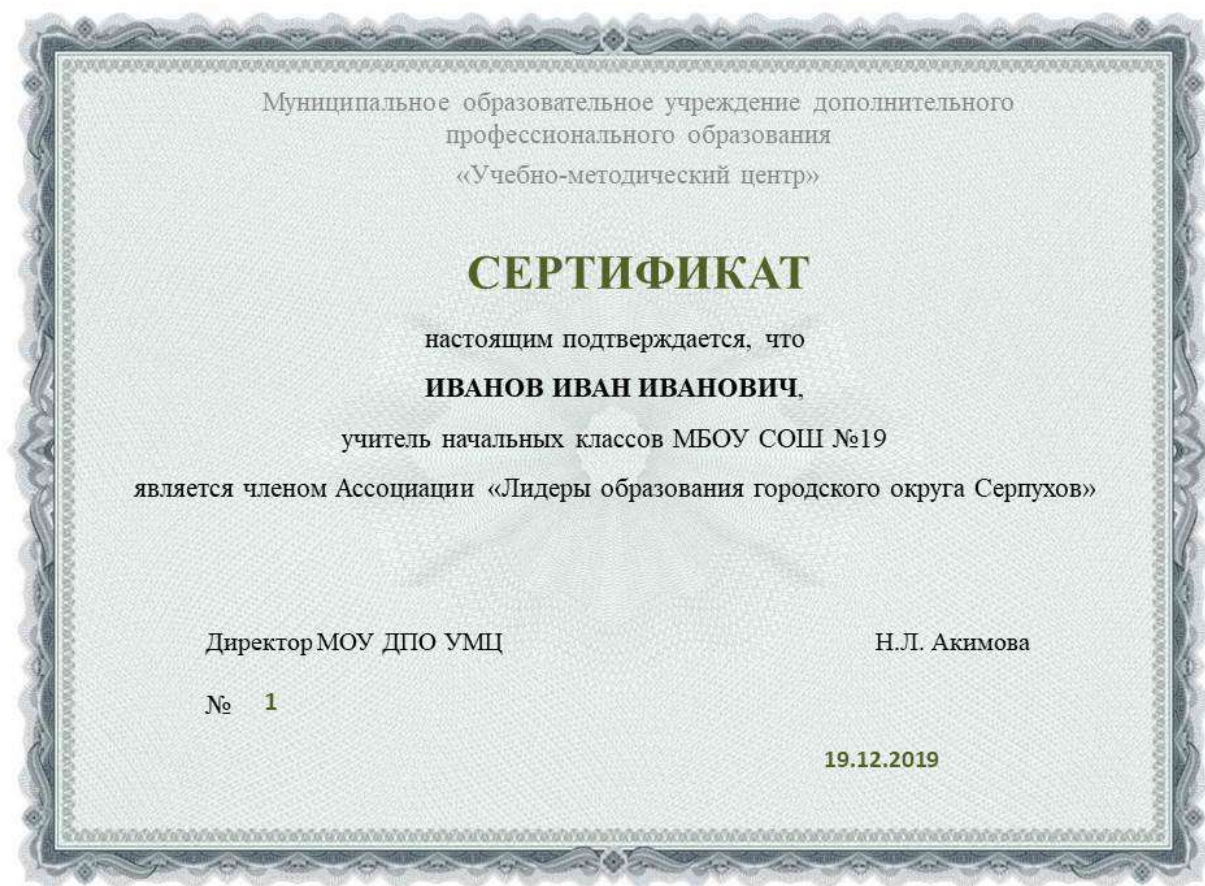 Муниципальное образовательное учреждение дополнительного
профессионального образования
«Учебно-методический центр»
СЕРТИФИКАТ
настоящим подтверждается, что
ИВАНОВ ИВАН ИВАНОВИЧ,
учитель начальных классов МБОУ СОШ №19
является членом Ассоциации «Лидеры образования городского округа Серпухов»
Директор МОУ ДПО УМЦ Н.Л. Акимова
№ 1
19.12.2019